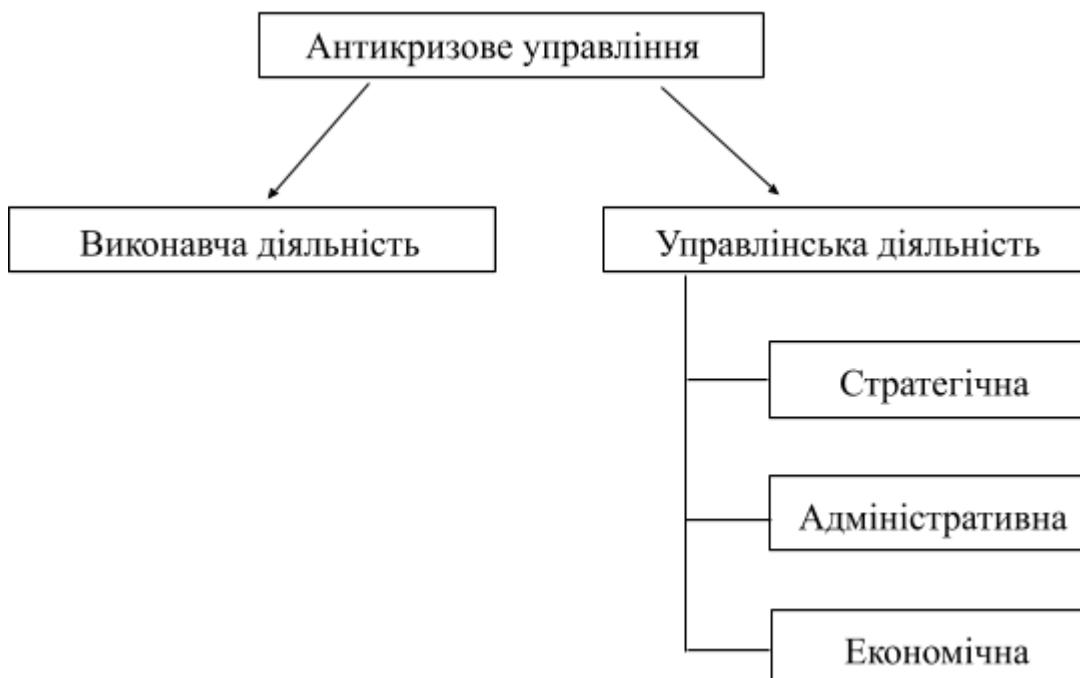 Антикризове управління
Виконавча діяльність
Управлінська діяльність
Стратегічна
Адміністративна
Економічна